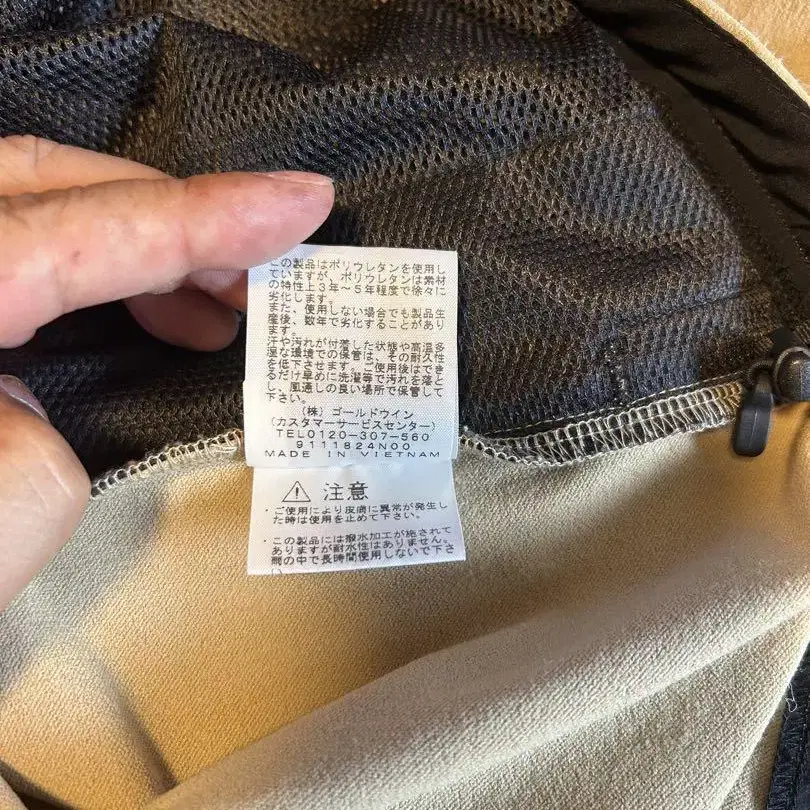 この製品はポリウレタンを使用し
ていますが、ポリウレタンは素材
の特性上3年〜5年程度で徐々に
劣化します。
また、使用しない場合でも製品生
産後、数年で劣化することがあり
ます。
汗や汚れが付着した状態や高温多
湿な環境での保管は、その耐久性
を低下させます。ご使用後はでき
るだけ早めに洗濯等で汚れを落と
し、風通しの良い場所で保管して
下さい。
(株)ゴールドウイン
(カスタマーサービスセンター)
TEL0120-307-560
9111824N00
MADE IN VIETNAM
⚠ 注意
・ご使用により皮膚に異常が発生し
た時は使用を止めて下さい。
・この製品には撥水加工が施されて
ありますが耐水性はありません。
雨の中で長時間使用しないで下さ
い